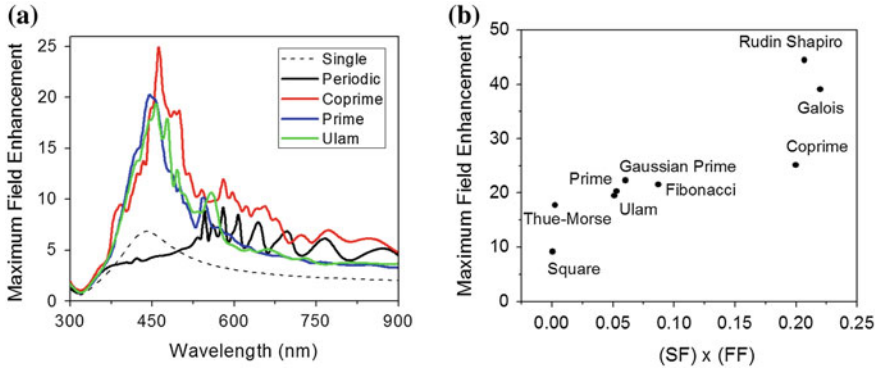 (a)
25
20
15
10
5
0
Maximum Field Enhancement
300
450
600
750
900
Wavelength (nm)
Single
Periodic
Coprime
Prime
Ulam
(b)
50
40
30
20
10
0
Maximum Field Enhancement
Rudin Shapiro
Galois
Coprime
Gaussian Prime
Prime
Fibonacci
Ulam
Thue-Morse
Square
0.00
0.05
0.10
0.15
0.20
0.25
(SF) x (FF)